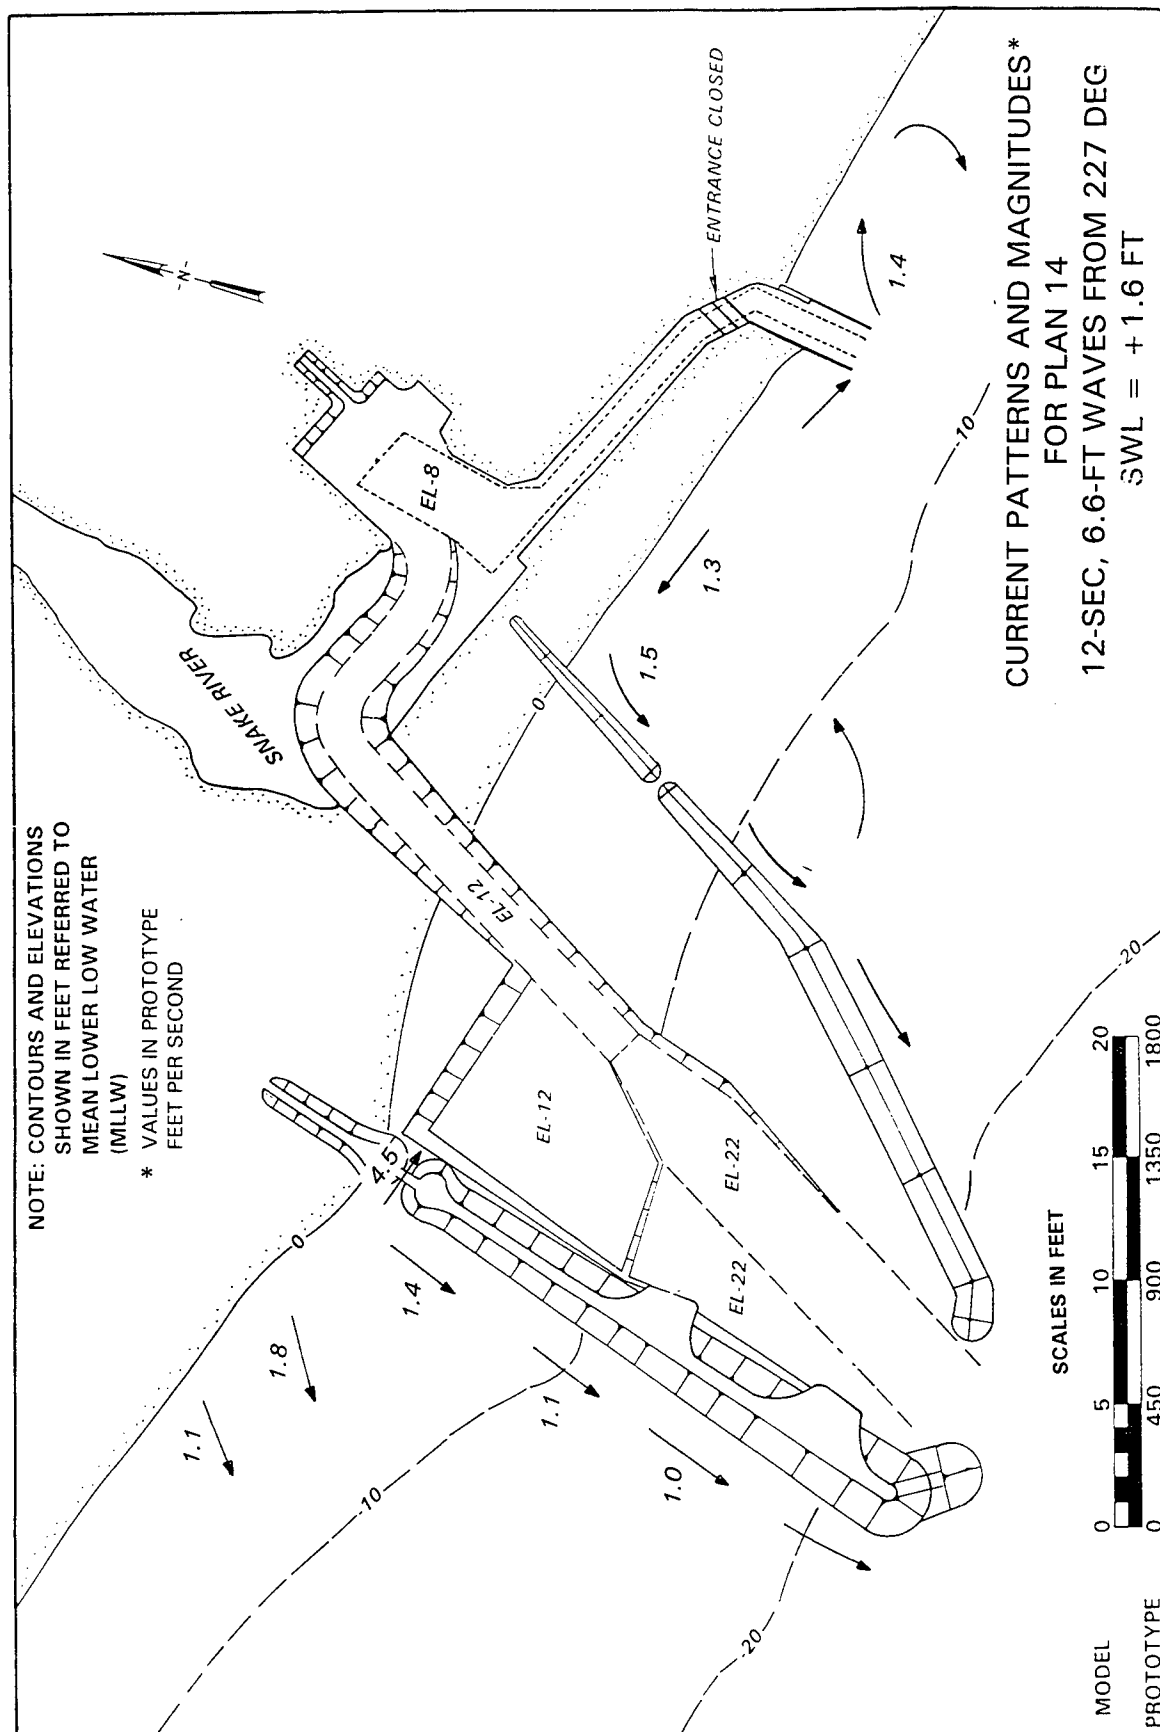 NOTE: CONTOURS AND ELEVATIONS
SHOWN IN FEET REFERRED TO
MEAN LOWER LOW WATER
(MLLW)
* VALUES IN PROTOTYPE
FEET PER SECOND
SNAKE RIVER
N
ENTRANCE CLOSED
EL-8
EL-12
EL-12
EL-22
EL-22
4.5
0
0
1.1
1.8
1.4
1.1
1.0
1.5
1.3
1.4
-10
-20
-10
-20
SCALES IN FEET
MODEL 0 5 10 15 20
PROTOTYPE 0 450 900 1350 1800
CURRENT PATTERNS AND MAGNITUDES*
FOR PLAN 14
12-SEC, 6.6-FT WAVES FROM 227 DEG
SWL = +1.6 FT